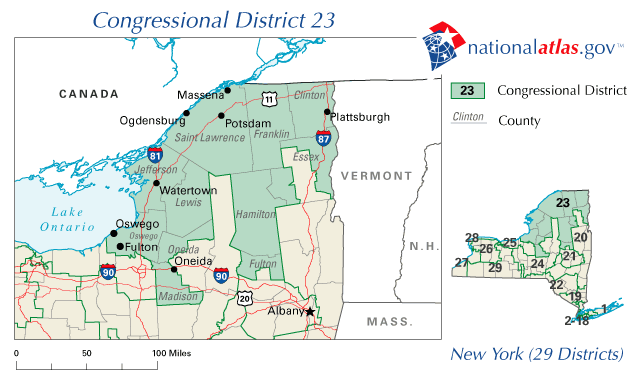 Congressional District 23
nationalatlas.gov™
23 Congressional District
Clinton County
CANADA
Massena
11
Clinton
Ogdensburg
Potsdam
Plattsburgh
Saint Lawrence
Franklin
87
81
Essex
Jefferson
VERMONT
Watertown
Lewis
Lake
Ontario
Hamilton
Oswego
Oswego
Fulton
N.H.
Oneida
Oneida
Fulton
90
90
Madison
20
Albany
MASS.
0 50 100 Miles
23
28
25
20
26
27
29
24
21
22
19
1
2-18
New York (29 Districts)